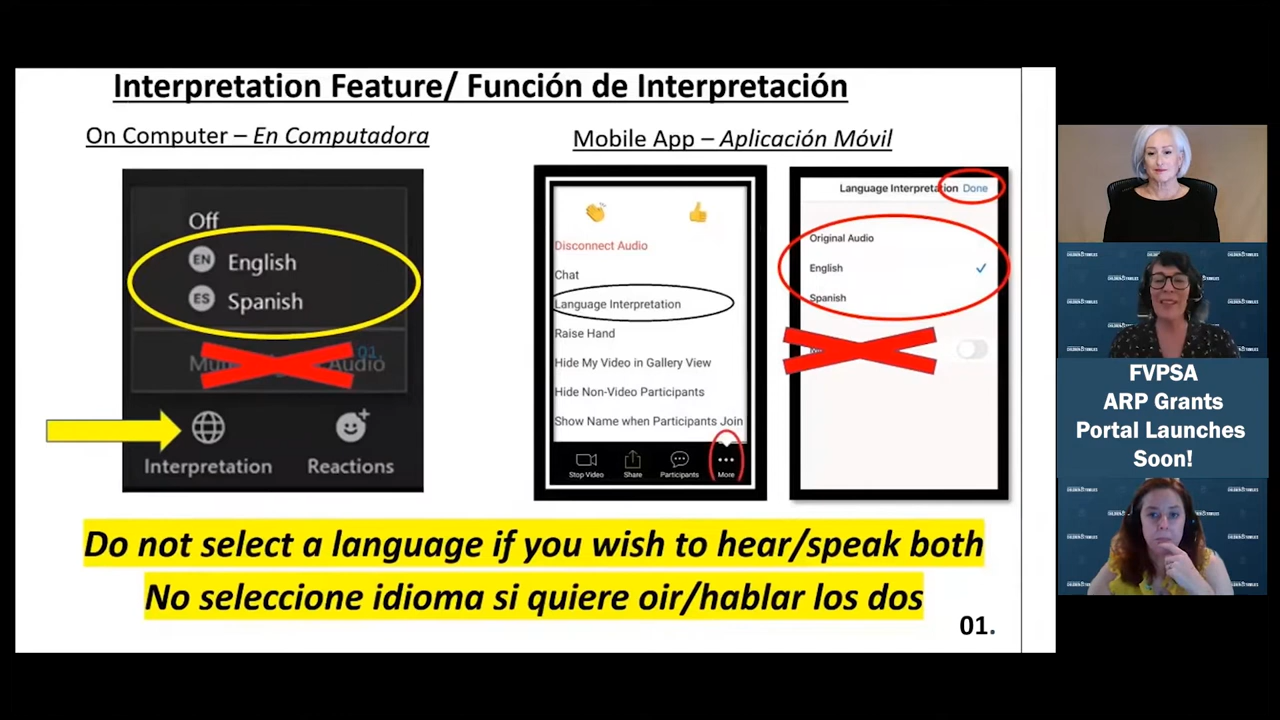 Interpretation Feature/ Función de Interpretación
On Computer – En Computadora
Off
EN English
ES Spanish
01.
Audio
Interpretation
Reactions
Mobile App – Aplicación Móvil
Disconnect Audio
Chat
Language Interpretation
Raise Hand
Hide My Video in Gallery View
Hide Non-Video Participants
Show Name when Participants Join
Stop Video
Share
Participants
More
Language Interpretation Done
Original Audio
English
Spanish
Do not select a language if you wish to hear/speak both
No seleccione idioma si quiere oir/hablar los dos
01.
FVPSA
ARP Grants
Portal Launches
Soon!